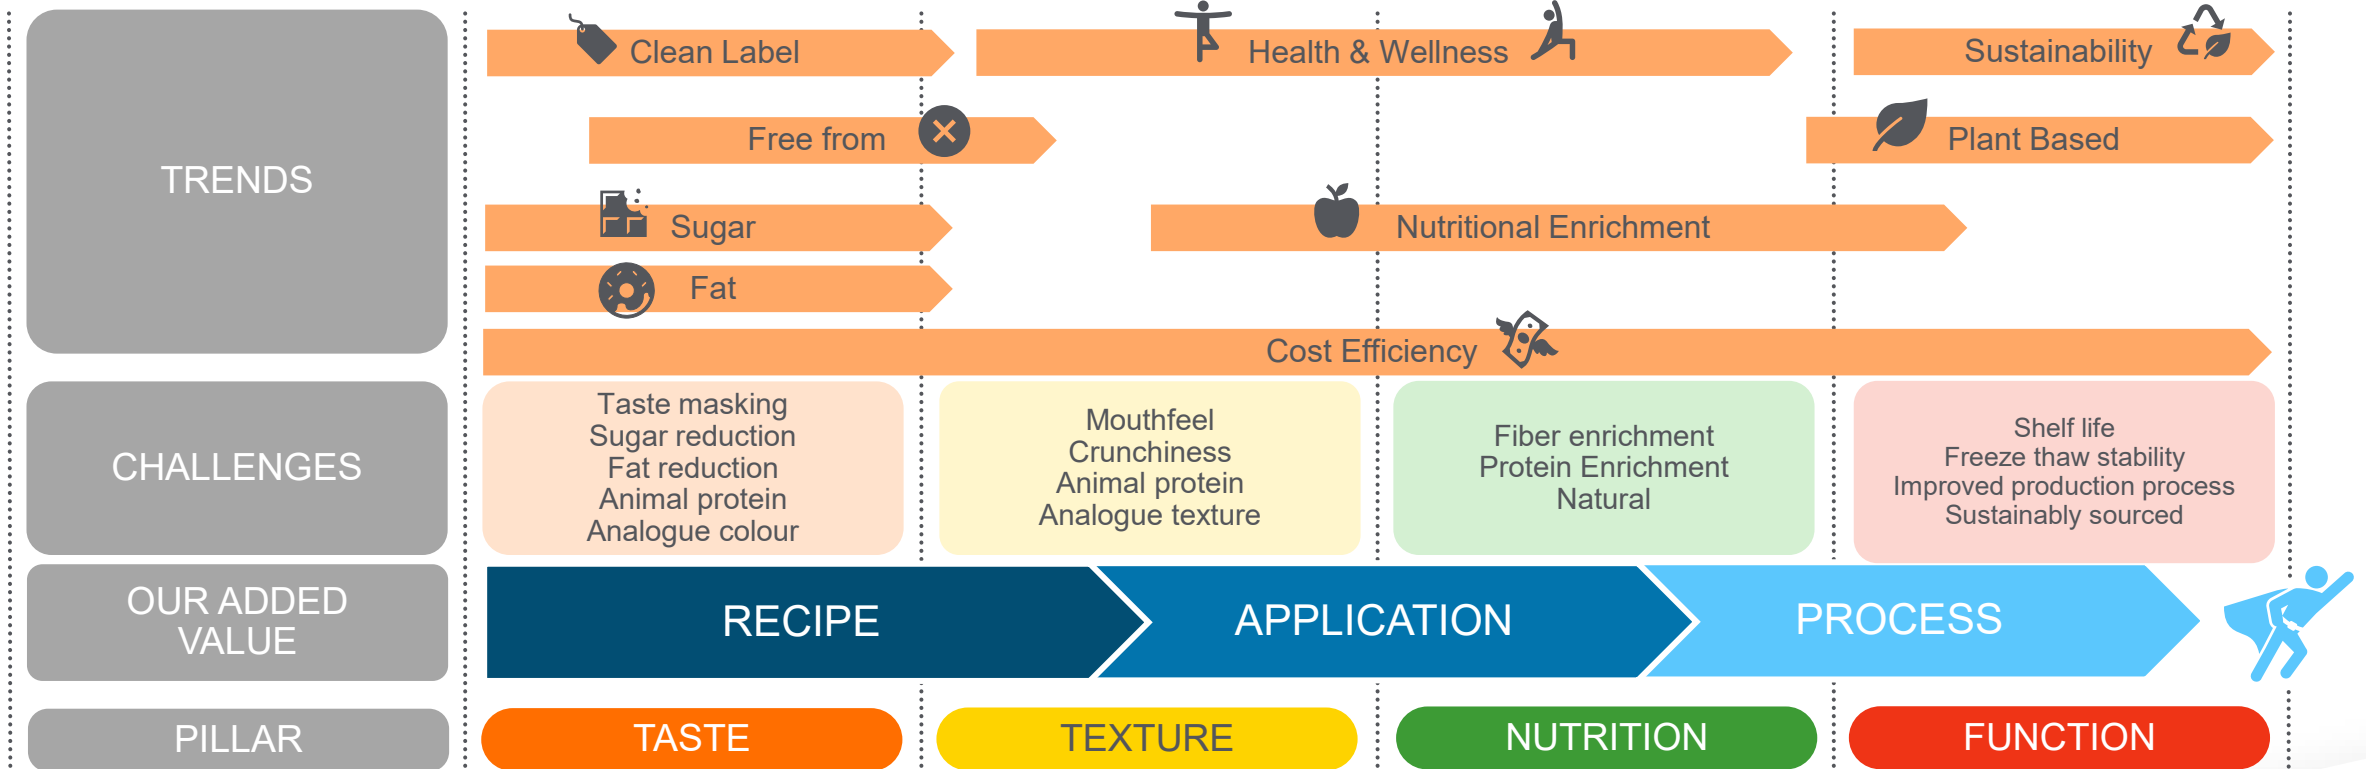 TRENDS
Clean Label
Health & Wellness
Sustainability
Free from
Plant Based
Sugar
Nutritional Enrichment
Fat
Cost Efficiency
CHALLENGES
Taste masking
Sugar reduction
Fat reduction
Animal protein
Analogue colour
Mouthfeel
Crunchiness
Animal protein
Analogue texture
Fiber enrichment
Protein Enrichment
Natural
Shelf life
Freeze thaw stability
Improved production process
Sustainably sourced
OUR ADDED
VALUE
RECIPE
APPLICATION
PROCESS
PILLAR
TASTE
TEXTURE
NUTRITION
FUNCTION